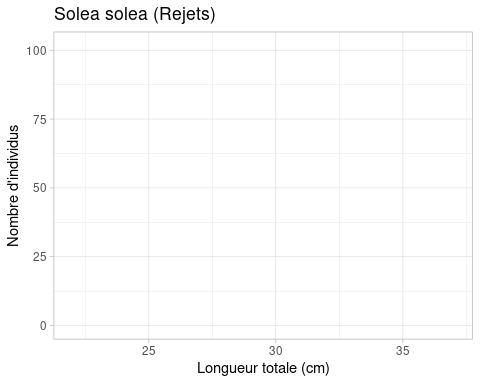 Solea solea (Rejets)
100
75
50
25
0
Nombre d'individus
25 30 35
Longueur totale (cm)